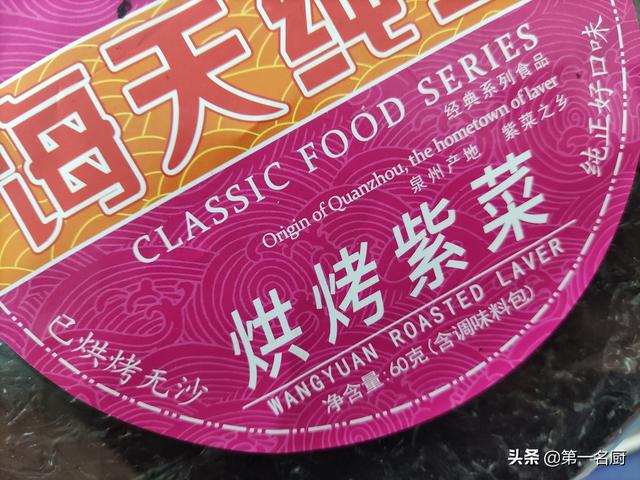 海天纯
CLASSIC FOOD SERIES
经典系列食品
Origin of Quanzhou, the hometown of laver
泉州产地 紫菜之乡
纯正好口味
烘烤紫菜
WANGYUAN ROASTED LAVER
净含量:60克(含调味料包)
已烘烤无沙
头条 @第一名厨